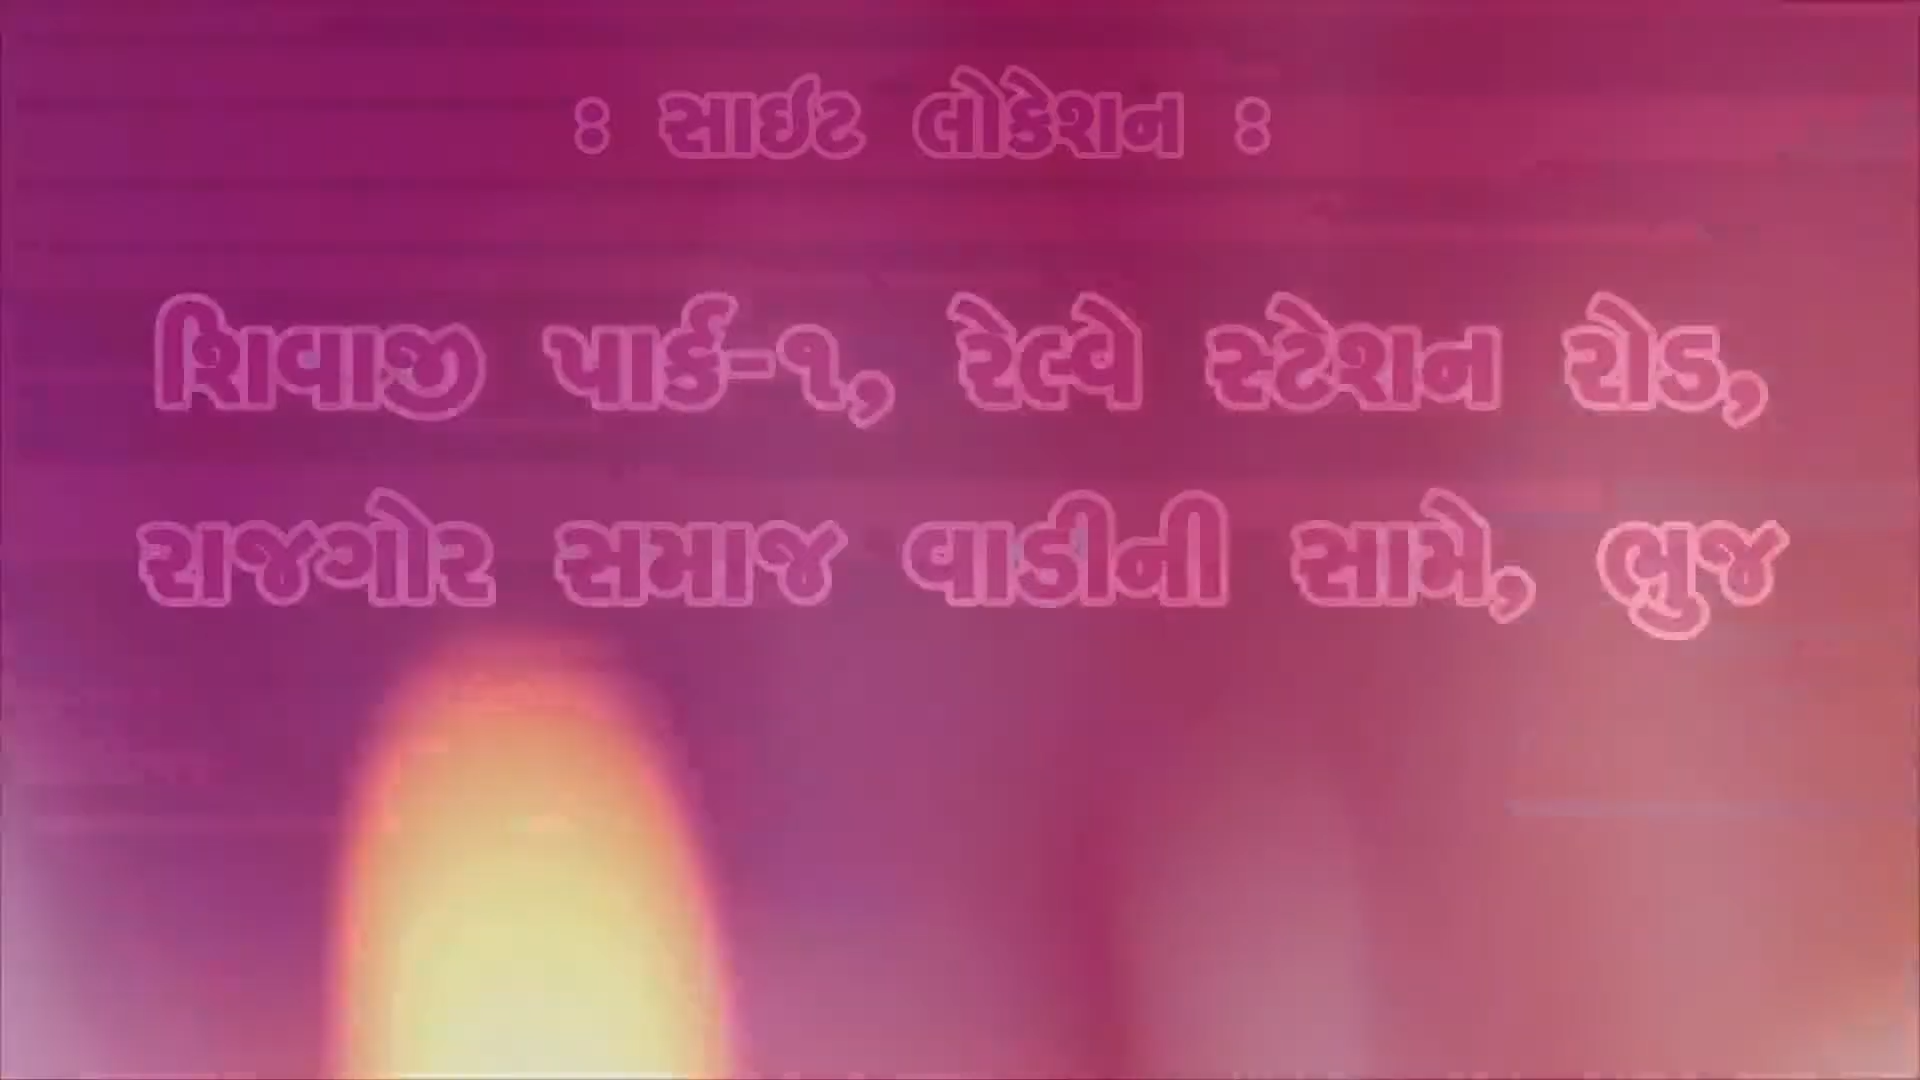 : સાઈટ લોકેશન :
શિવાજી પાર્ક-૧, રેલ્વે સ્ટેશન રોડ,
રાજગોર સમાજ વાડીની સામે, ભુજ